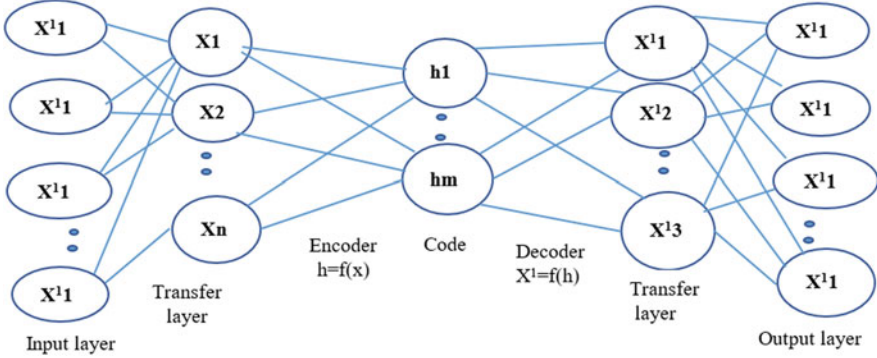 X¹1
X¹1
X¹1
X¹1
Input layer
X1
X2
Xn
Transfer
layer
Encoder
h=f(x)
h1
hm
Code
Decoder
X¹=f(h)
X¹1
X¹2
X¹3
Transfer
layer
X¹1
X¹1
X¹1
X¹1
Output layer